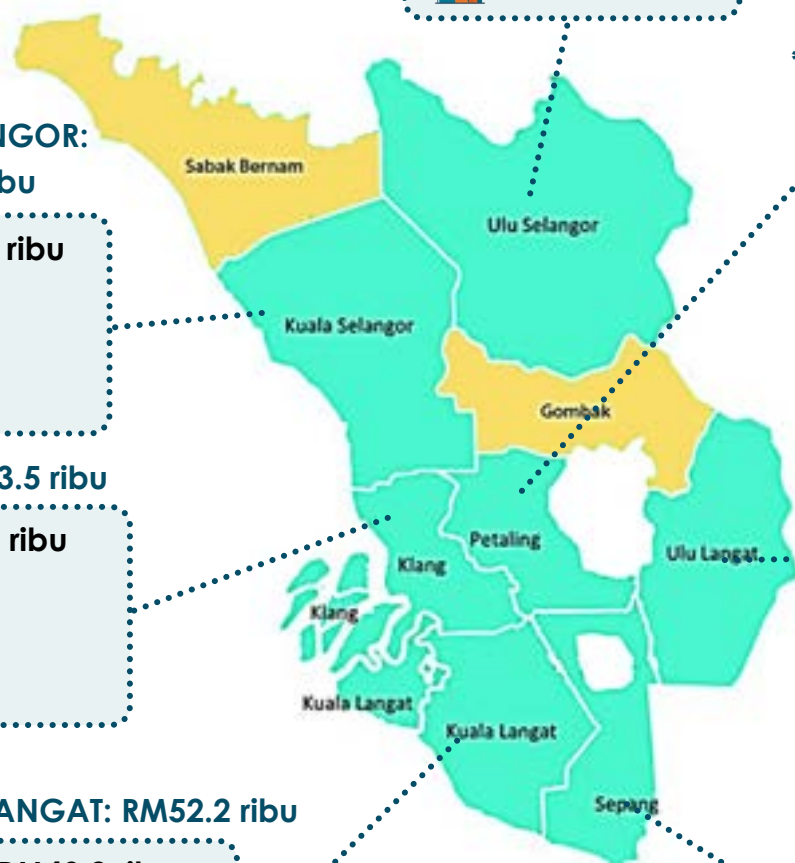 NGOR:
bu
ribu
3.5 ribu
ribu
ANGAT: RM52.2 ribu
Sabak Bernam
Ulu Selangor
Kuala Selangor
Gombak
Petaling
Ulu Langat
Klang
Klang
Kuala Langat
Kuala Langat
Sepang